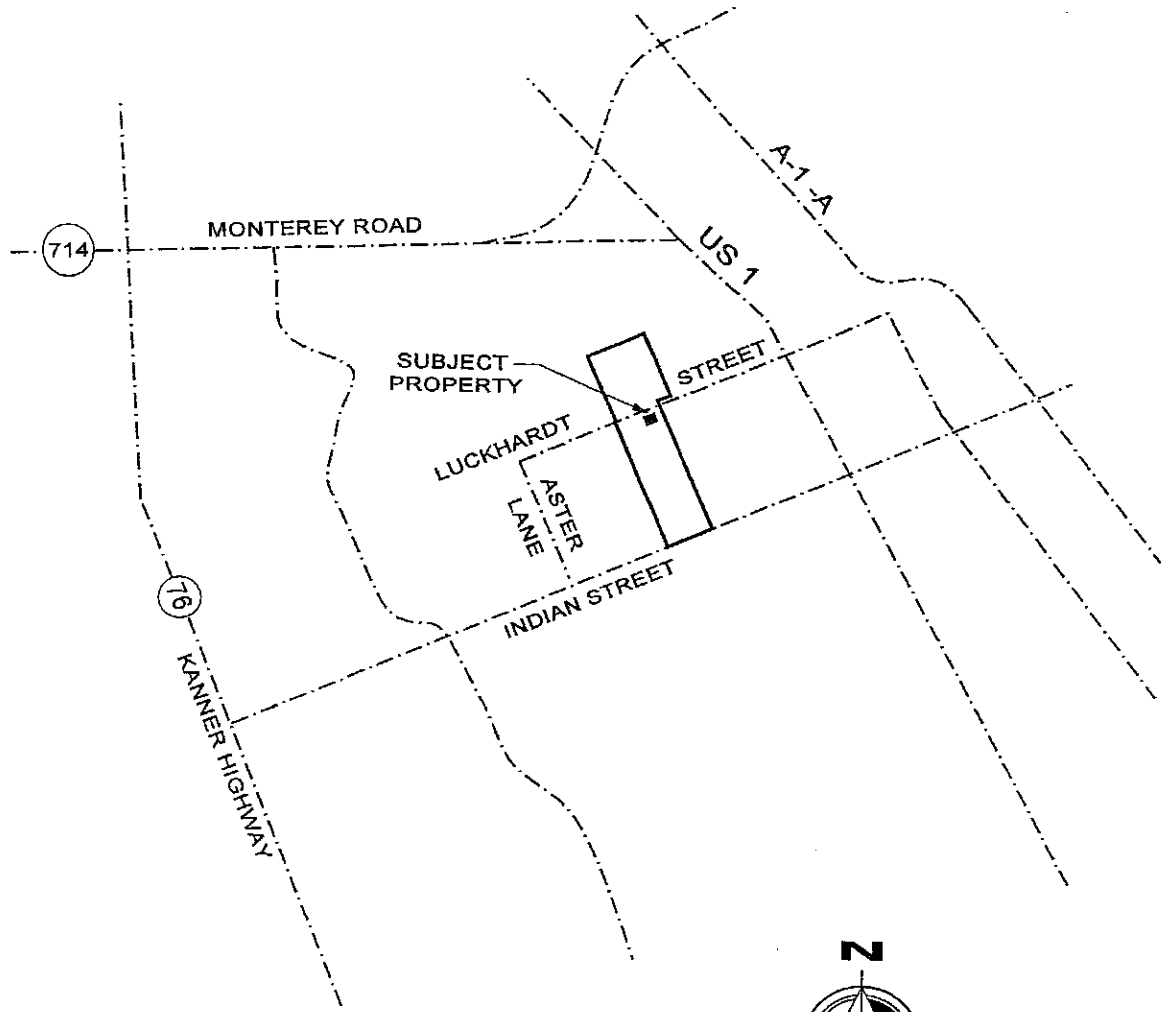 A-1-A
MONTEREY ROAD
714
US 1
SUBJECT
PROPERTY
STREET
LUCKHARDT
ASTER
LANE
INDIAN STREET
76
KANNER HIGHWAY
N